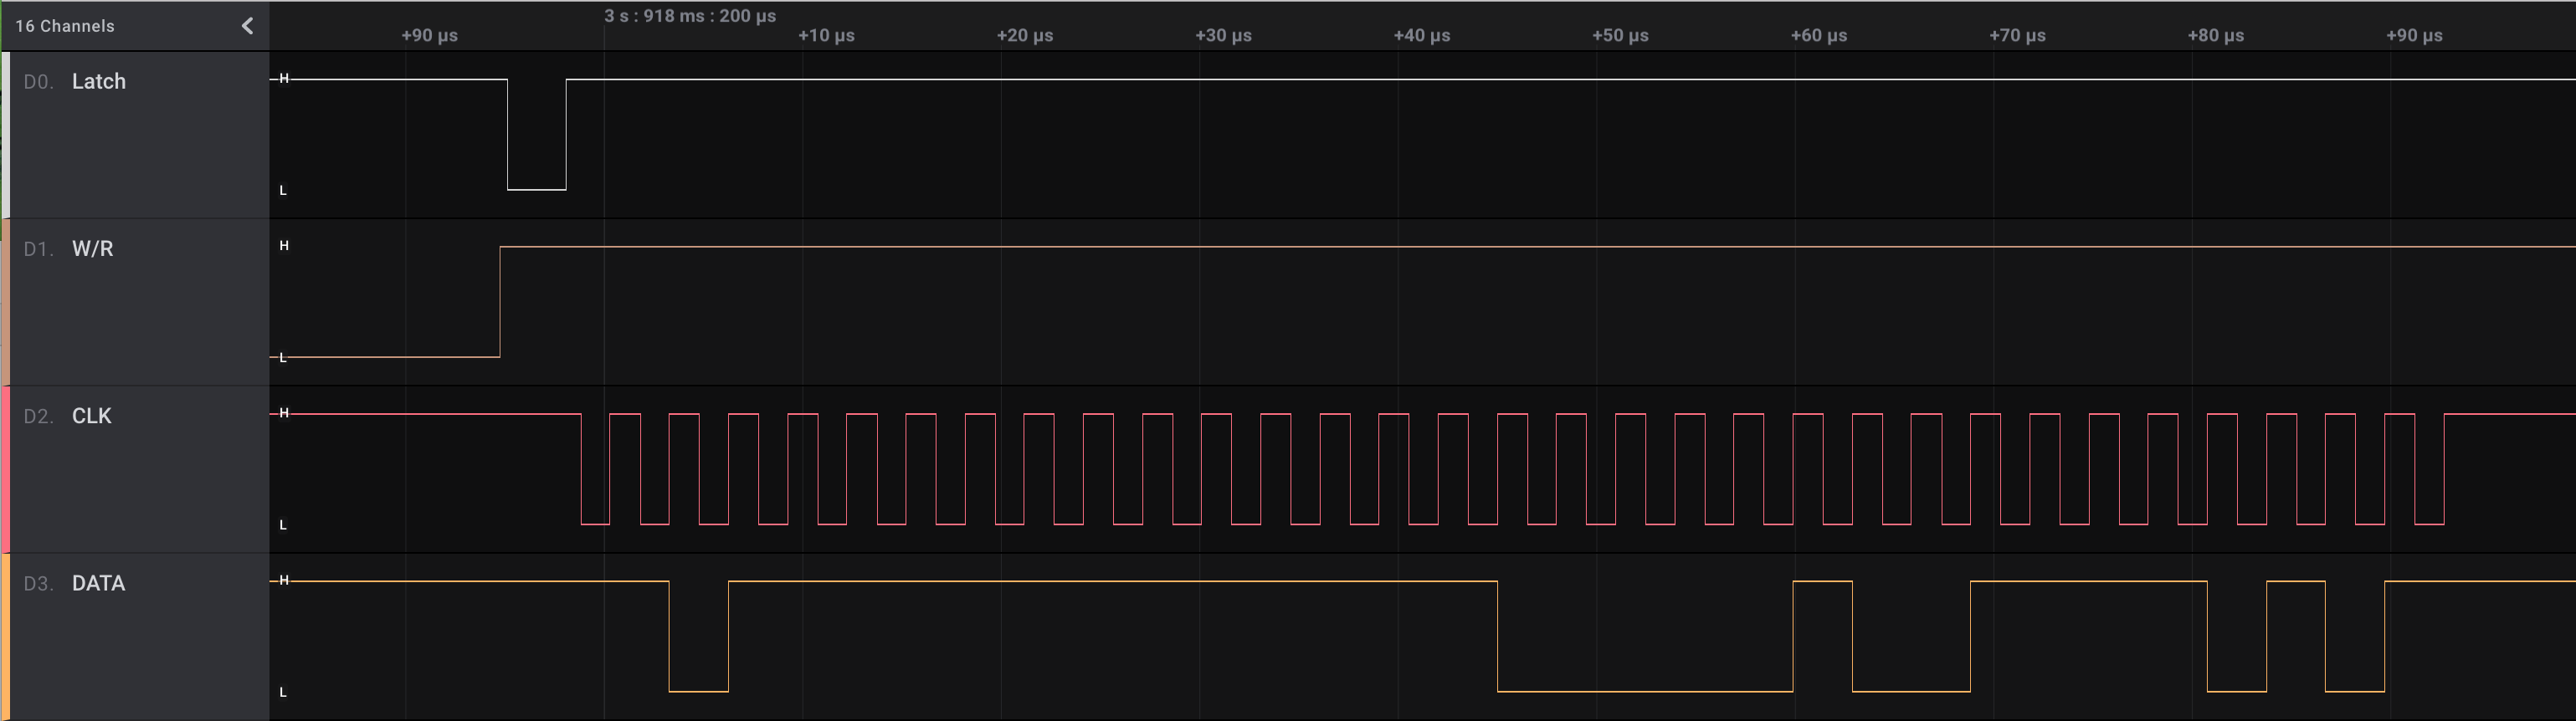 16 Channels
3 s : 918 ms : 200 µs
+90 µs +10 µs +20 µs +30 µs +40 µs +50 µs +60 µs +70 µs +80 µs +90 µs
D0. Latch
H
L
D1. W/R
H
L
D2. CLK
H
L
D3. DATA
H
L